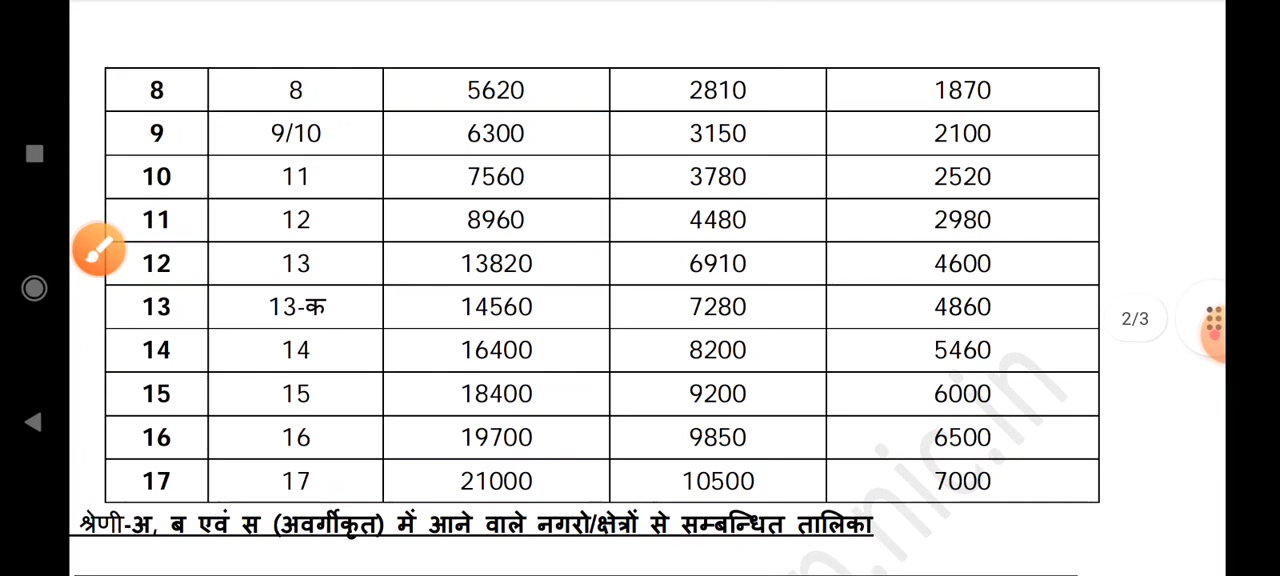 8 8 5620 2810 1870
9 9/10 6300 3150 2100
10 11 7560 3780 2520
11 12 8960 4480 2980
12 13 13820 6910 4600
13 13-क 14560 7280 4860
2/3
14 14 16400 8200 5460
15 15 18400 9200 6000
16 16 19700 9850 6500
17 17 21000 10500 7000
श्रेणी-अ, ब एवं स (अवर्गीकृत) में आने वाले नगरो/क्षेत्रों से सम्बन्धित तालिका
.nic.in